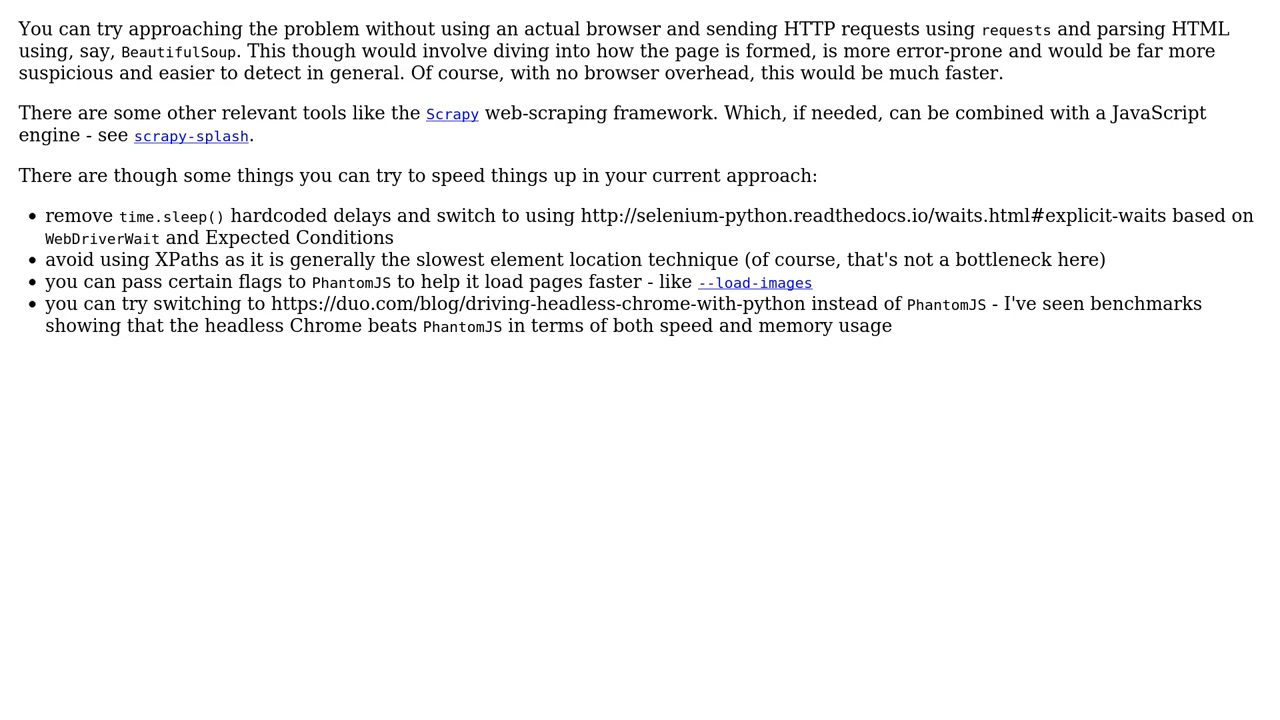 You can try approaching the problem without using an actual browser and sending HTTP requests using requests and parsing HTML
using, say, BeautifulSoup. This though would involve diving into how the page is formed, is more error-prone and would be far more
suspicious and easier to detect in general. Of course, with no browser overhead, this would be much faster.
There are some other relevant tools like the Scrapy web-scraping framework. Which, if needed, can be combined with a JavaScript
engine - see scrapy-splash.
There are though some things you can try to speed things up in your current approach:
• remove time.sleep() hardcoded delays and switch to using http://selenium-python.readthedocs.io/waits.html#explicit-waits based on
WebDriverWait and Expected Conditions
• avoid using XPaths as it is generally the slowest element location technique (of course, that's not a bottleneck here)
• you can pass certain flags to PhantomJS to help it load pages faster - like --load-images
• you can try switching to https://duo.com/blog/driving-headless-chrome-with-python instead of PhantomJS - I've seen benchmarks
showing that the headless Chrome beats PhantomJS in terms of both speed and memory usage